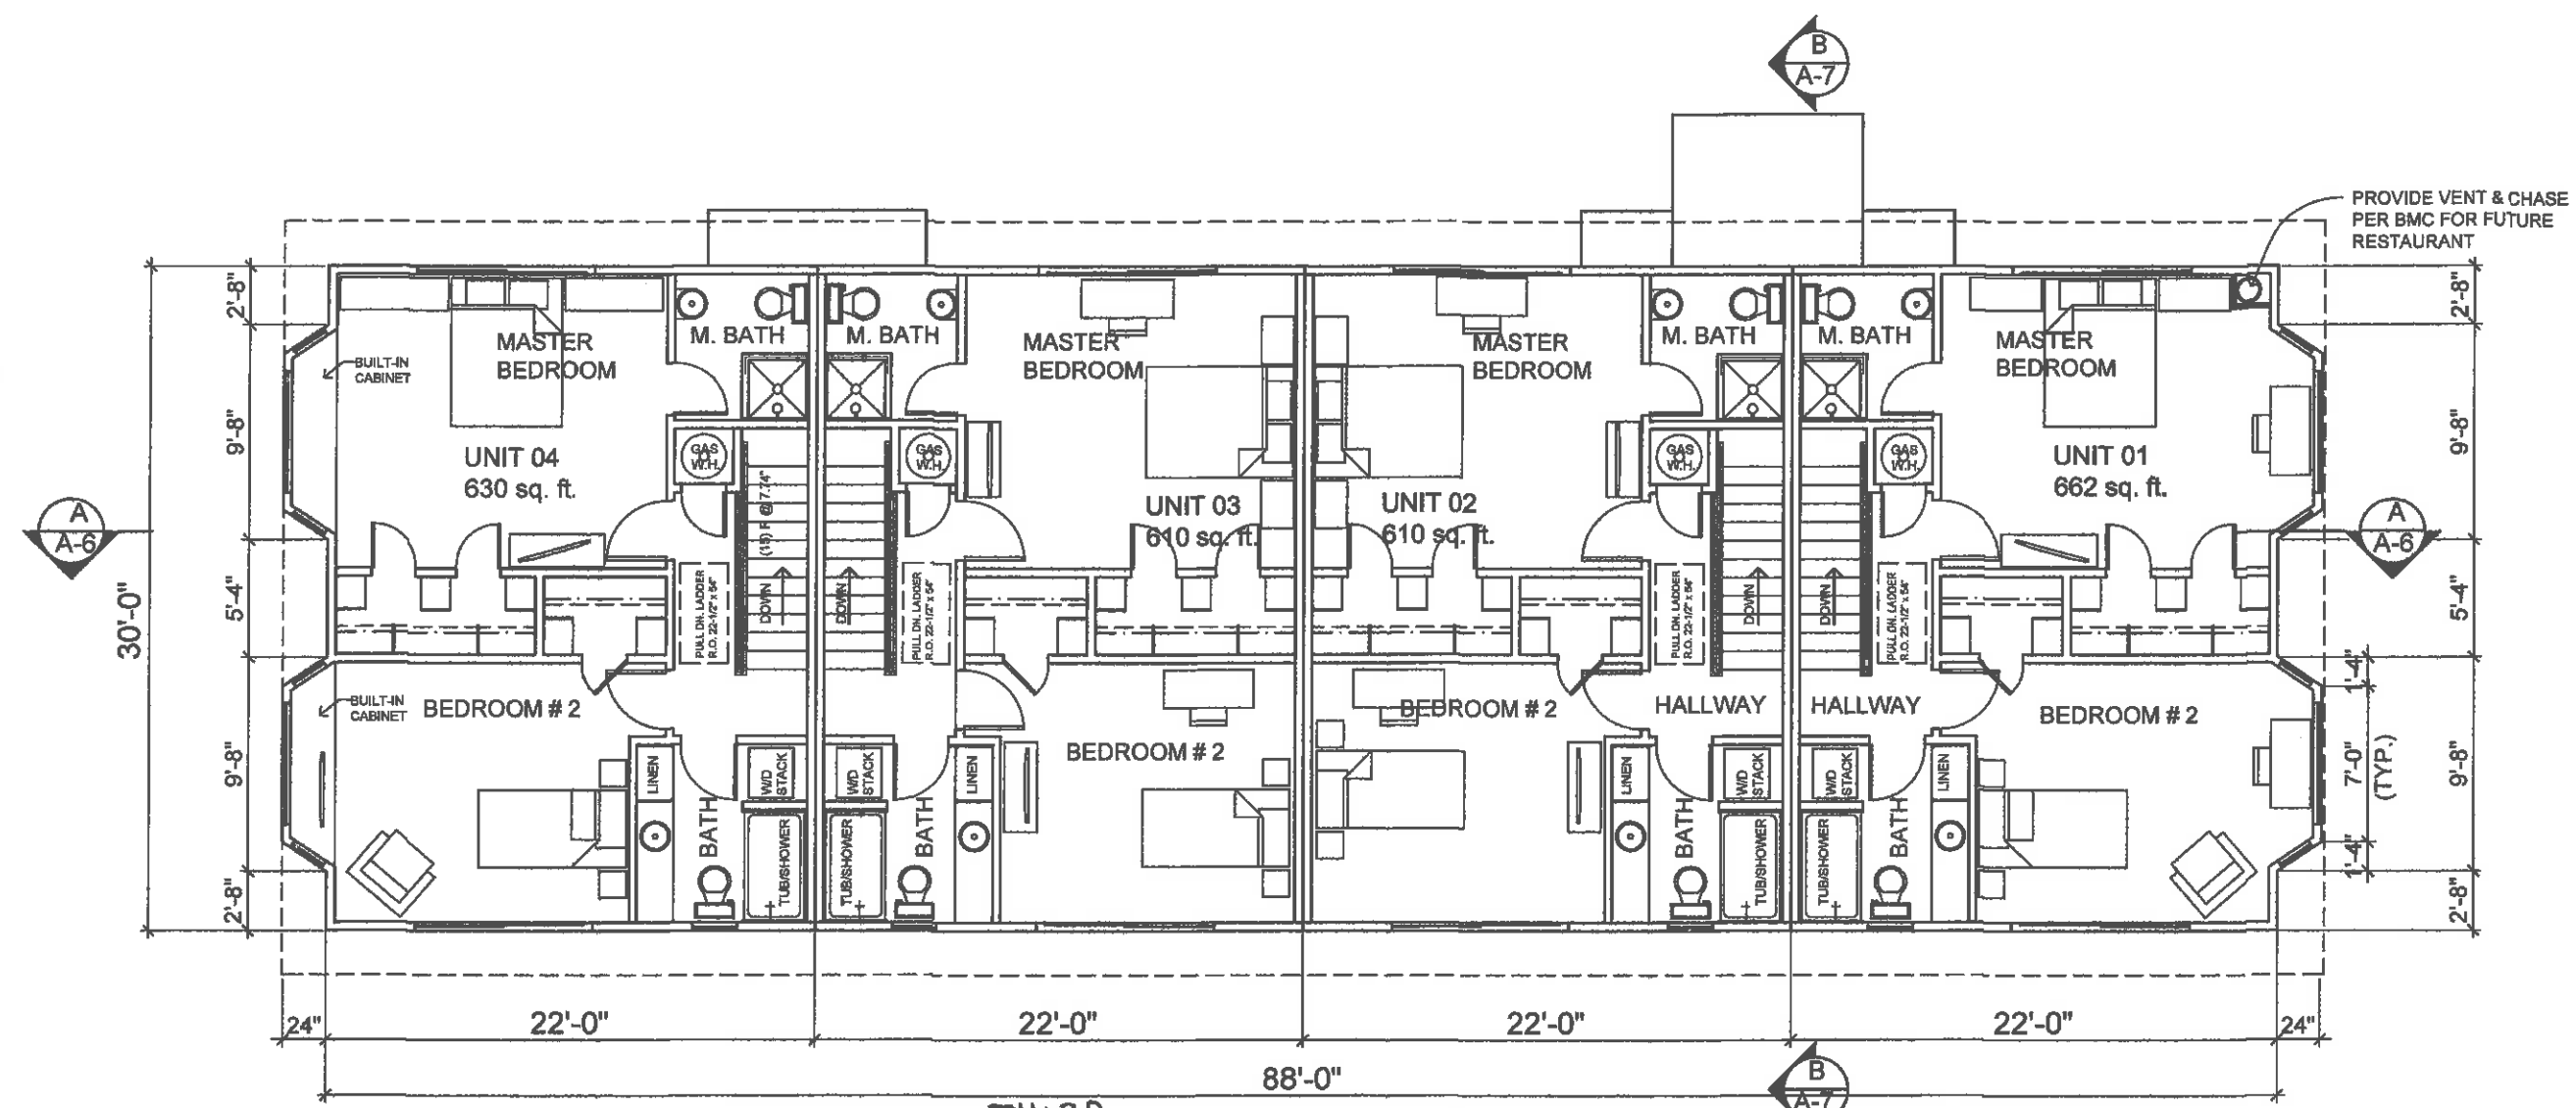 B
A-7
PROVIDE VENT & CHASE
PER BMC FOR FUTURE
RESTAURANT
2'-8"
9'-8"
5'-4"
9'-8"
2'-8"
30'-0"
A
A-6
BUILT-IN
CABINET
MASTER
BEDROOM
M. BATH
UNIT 04
630 sq. ft.
GAS
W.H.
(15) R @ 7.74"
DOWN
PULL DN. LADDER
R.O. 22-1/2" x 54"
BUILT-IN
CABINET
BEDROOM # 2
LINEN
BATH
W/D
STACK
TUB/SHOWER
M. BATH
MASTER
BEDROOM
GAS
W.H.
UNIT 03
610 sq. ft.
DOWN
PULL DN. LADDER
R.O. 22-1/2" x 54"
BEDROOM # 2
W/D
STACK
LINEN
BATH
TUB/SHOWER
MASTER
BEDROOM
M. BATH
UNIT 02
610 sq. ft.
GAS
W.H.
DOWN
PULL DN. LADDER
R.O. 22-1/2" x 54"
BEDROOM # 2
HALLWAY
LINEN
BATH
W/D
STACK
TUB/SHOWER
M. BATH
MASTER
BEDROOM
GAS
W.H.
UNIT 01
662 sq. ft.
DOWN
PULL DN. LADDER
R.O. 22-1/2" x 54"
HALLWAY
BEDROOM # 2
W/D
STACK
LINEN
BATH
TUB/SHOWER
2'-8"
9'-8"
A
A-6
5'-4"
1'-4"
7'-0"
(TYP.)
9'-8"
1'-4"
2'-8"
24"
22'-0"
22'-0"
22'-0"
22'-0"
24"
88'-0"
B
A-7